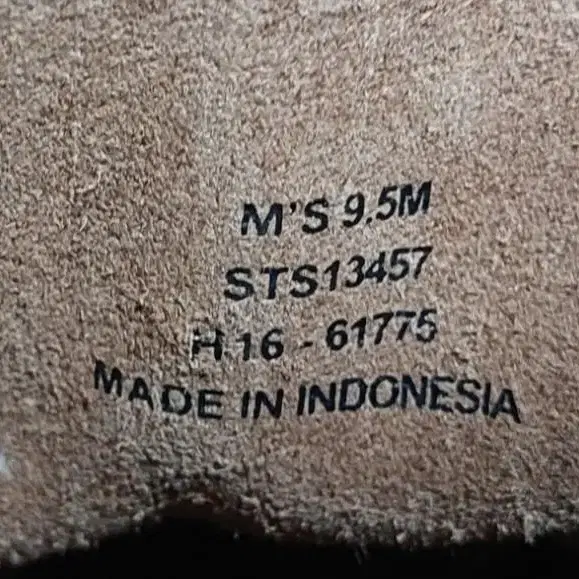 M'S 9.5M
STS13457
H 16 - 61775
MADE IN INDONESIA